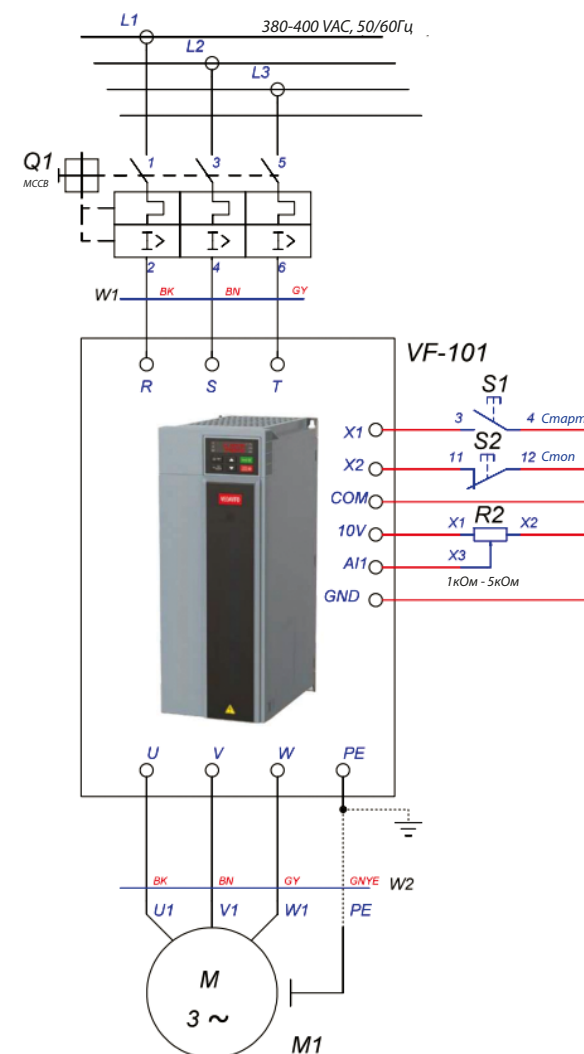 L1 380-400 VAC, 50/60Гц
L2
L3
Q1
MCCB
1 3 5
I> I> I>
2 4 6
W1 BK BN GY
R S T
VF-101
S1
X1 3 4 Старт
S2
X2 11 12 Стоп
COM
10V X1 R2 X2
AI1 X3
1кОм - 5кОм
GND
U V W PE
BK BN GY GNYE W2
U1 V1 W1 PE
M
3 ~
M1